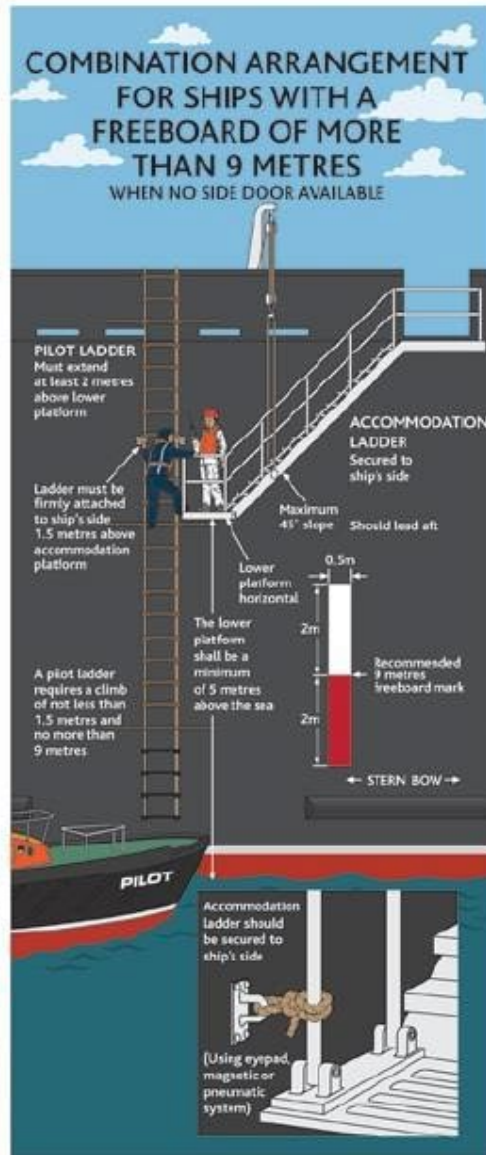 COMBINATION ARRANGEMENT
FOR SHIPS WITH A
FREEBOARD OF MORE
THAN 9 METRES
WHEN NO SIDE DOOR AVAILABLE
PILOT LADDER
Must extend
at least 2 metres
above lower
platform
Ladder must be
firmly attached
to ship's side
1.5 metres above
accommodation
platform
ACCOMMODATION
LADDER
Secured to
ship's side
Maximum
45° slope
Should lead aft
Lower
platform
horizontal
0.5m
2m
2m
Recommended
9 metres
freeboard mark
The lower
platform
shall be a
minimum
of 5 metres
above the sea
A pilot ladder
requires a climb
of not less than
1.5 metres and
no more than
9 metres
STERN BOW
PILOT
Accommodation
ladder should
be secured to
ship's side
(Using eyepad,
magnetic or
pneumatic
system)